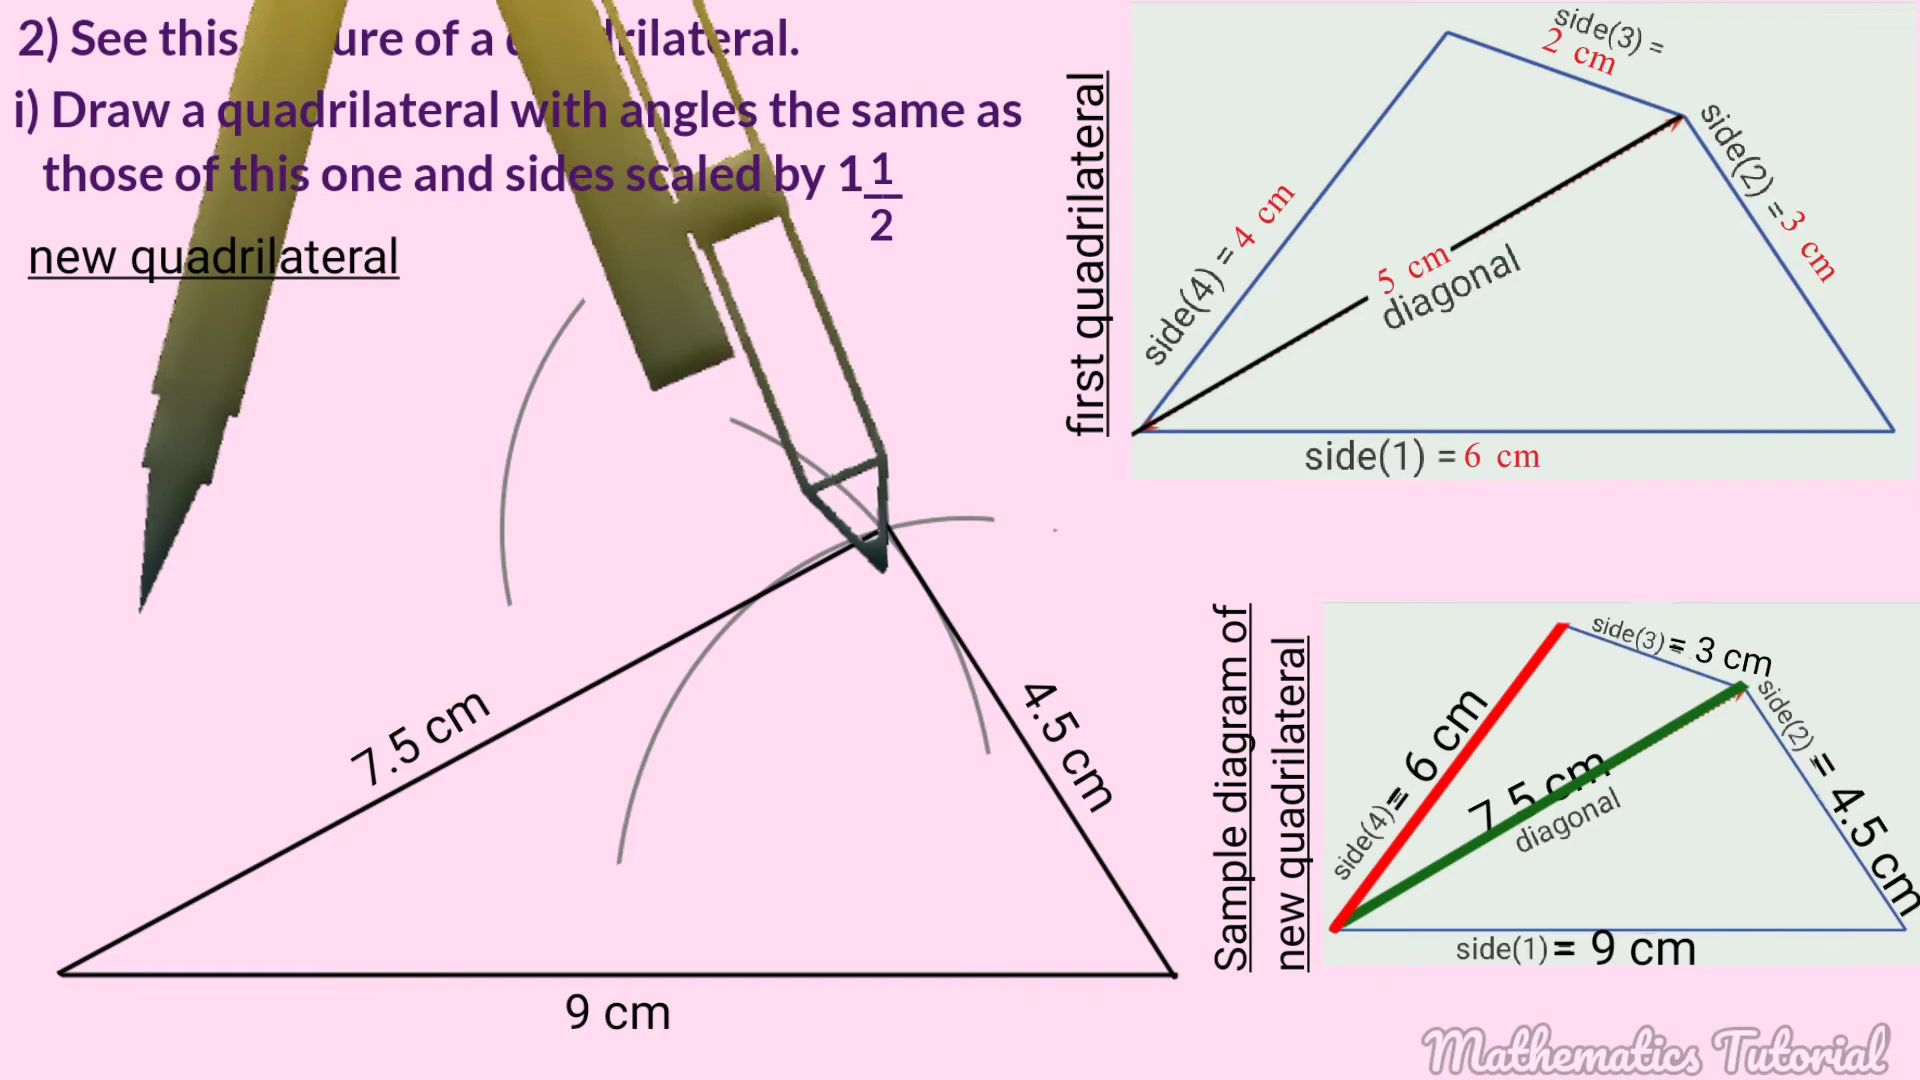 2) See this ure of a drilateral.
i) Draw a quadrilateral with angles the same as
those of this one and sides scaled by 1 1/2
new quadrilateral
7.5 cm
4.5 cm
9 cm
first quadrilateral
side(3) =
2 cm
side(2) = 3 cm
side(4) = 4 cm
5 cm
diagonal
side(1) = 6 cm
Sample diagram of
new quadrilateral
side(3) = 3 cm
side(2) = 4.5 cm
side(4) = 6 cm
7.5 cm
diagonal
side(1) = 9 cm
Mathematics Tutorial